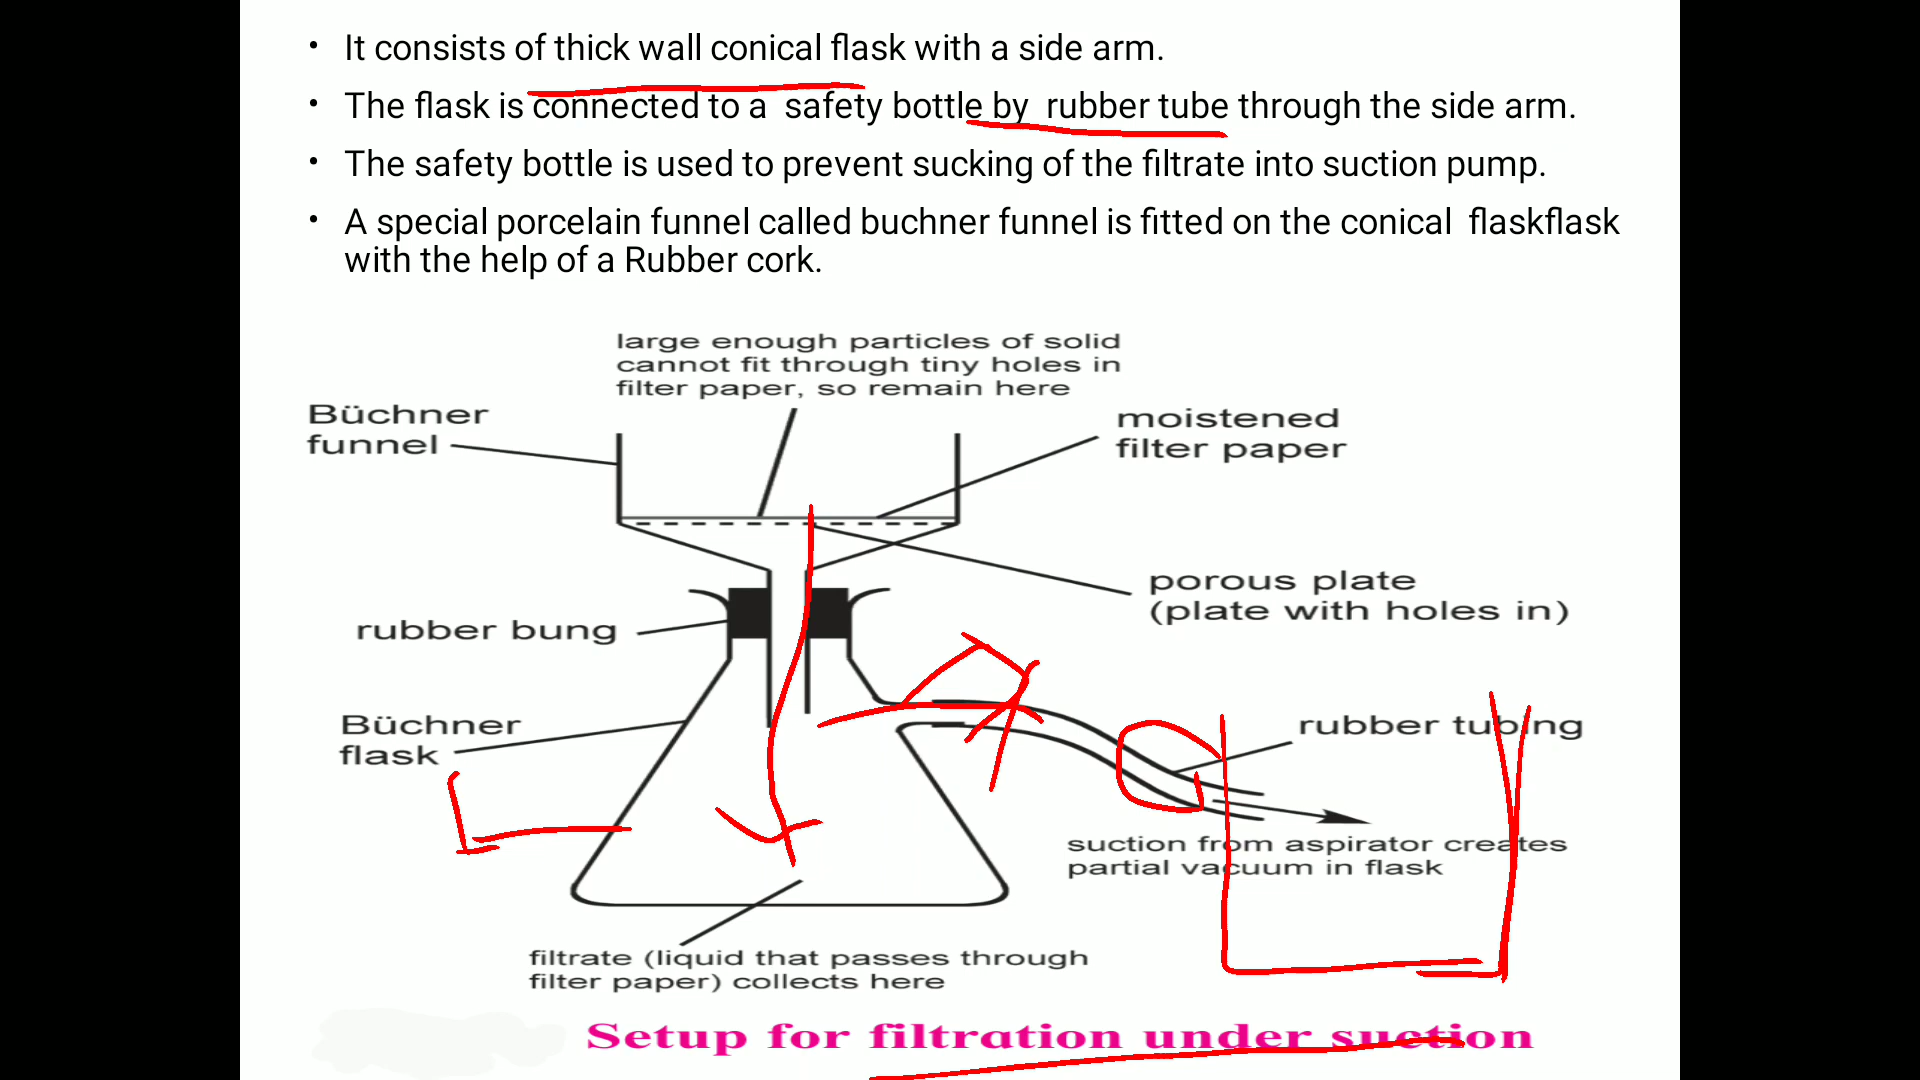 • It consists of thick wall conical flask with a side arm.
• The flask is connected to a safety bottle by rubber tube through the side arm.
• The safety bottle is used to prevent sucking of the filtrate into suction pump.
• A special porcelain funnel called buchner funnel is fitted on the conical flaskflask
with the help of a Rubber cork.
large enough particles of solid
cannot fit through tiny holes in
filter paper, so remain here
Büchner
funnel
moistened
filter paper
porous plate
(plate with holes in)
rubber bung
Büchner
flask
rubber tubing
suction from aspirator creates
partial vacuum in flask
filtrate (liquid that passes through
filter paper) collects here
Setup for filtration under suction